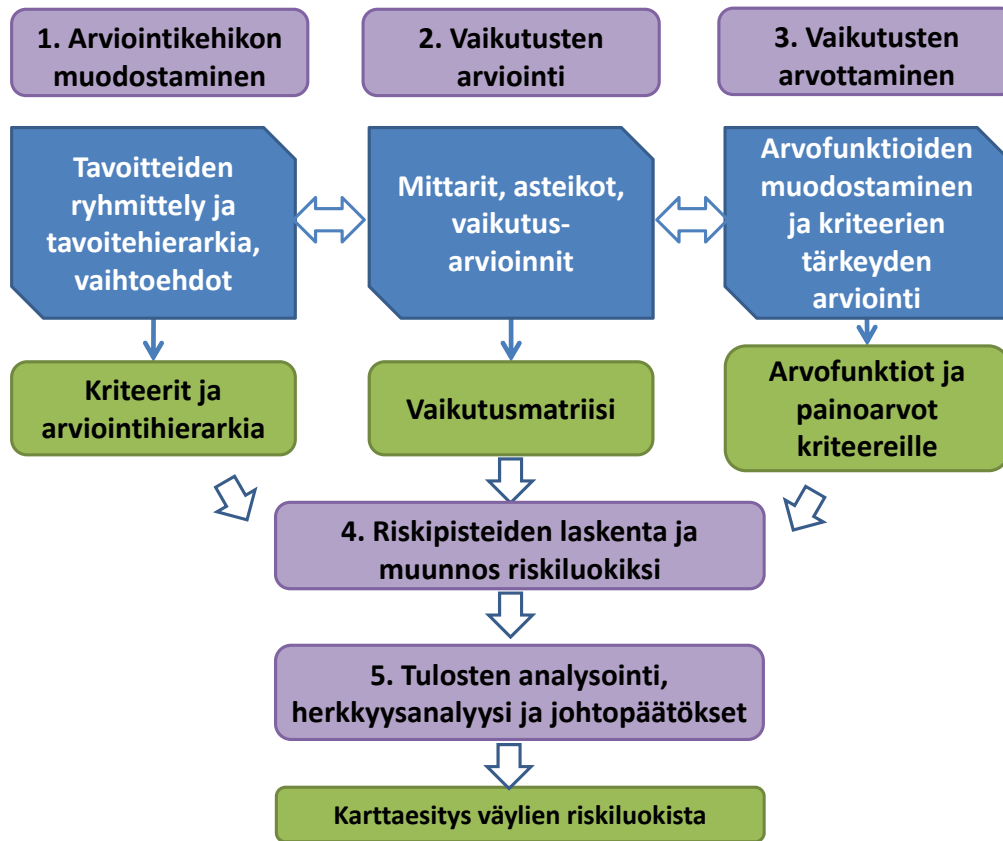 1. Arviointikehikon
muodostaminen
2. Vaikutusten
arviointi
3. Vaikutusten
arvottaminen
Tavoitteiden
ryhmittely ja
tavoitehierarkia,
vaihtoehdot
Mittarit, asteikot,
vaikutus-
arvioinnit
Arvofunktioiden
muodostaminen
ja kriteerien
tärkeyden
arviointi
Kriteerit ja
arviointihierarkia
Vaikutusmatriisi
Arvofunktiot ja
painoarvot
kriteereille
4. Riskipisteiden laskenta ja
muunnos riskiluokiksi
5. Tulosten analysointi,
herkkyysanalyysi ja johtopäätökset
Karttaesitys väylien riskiluokista